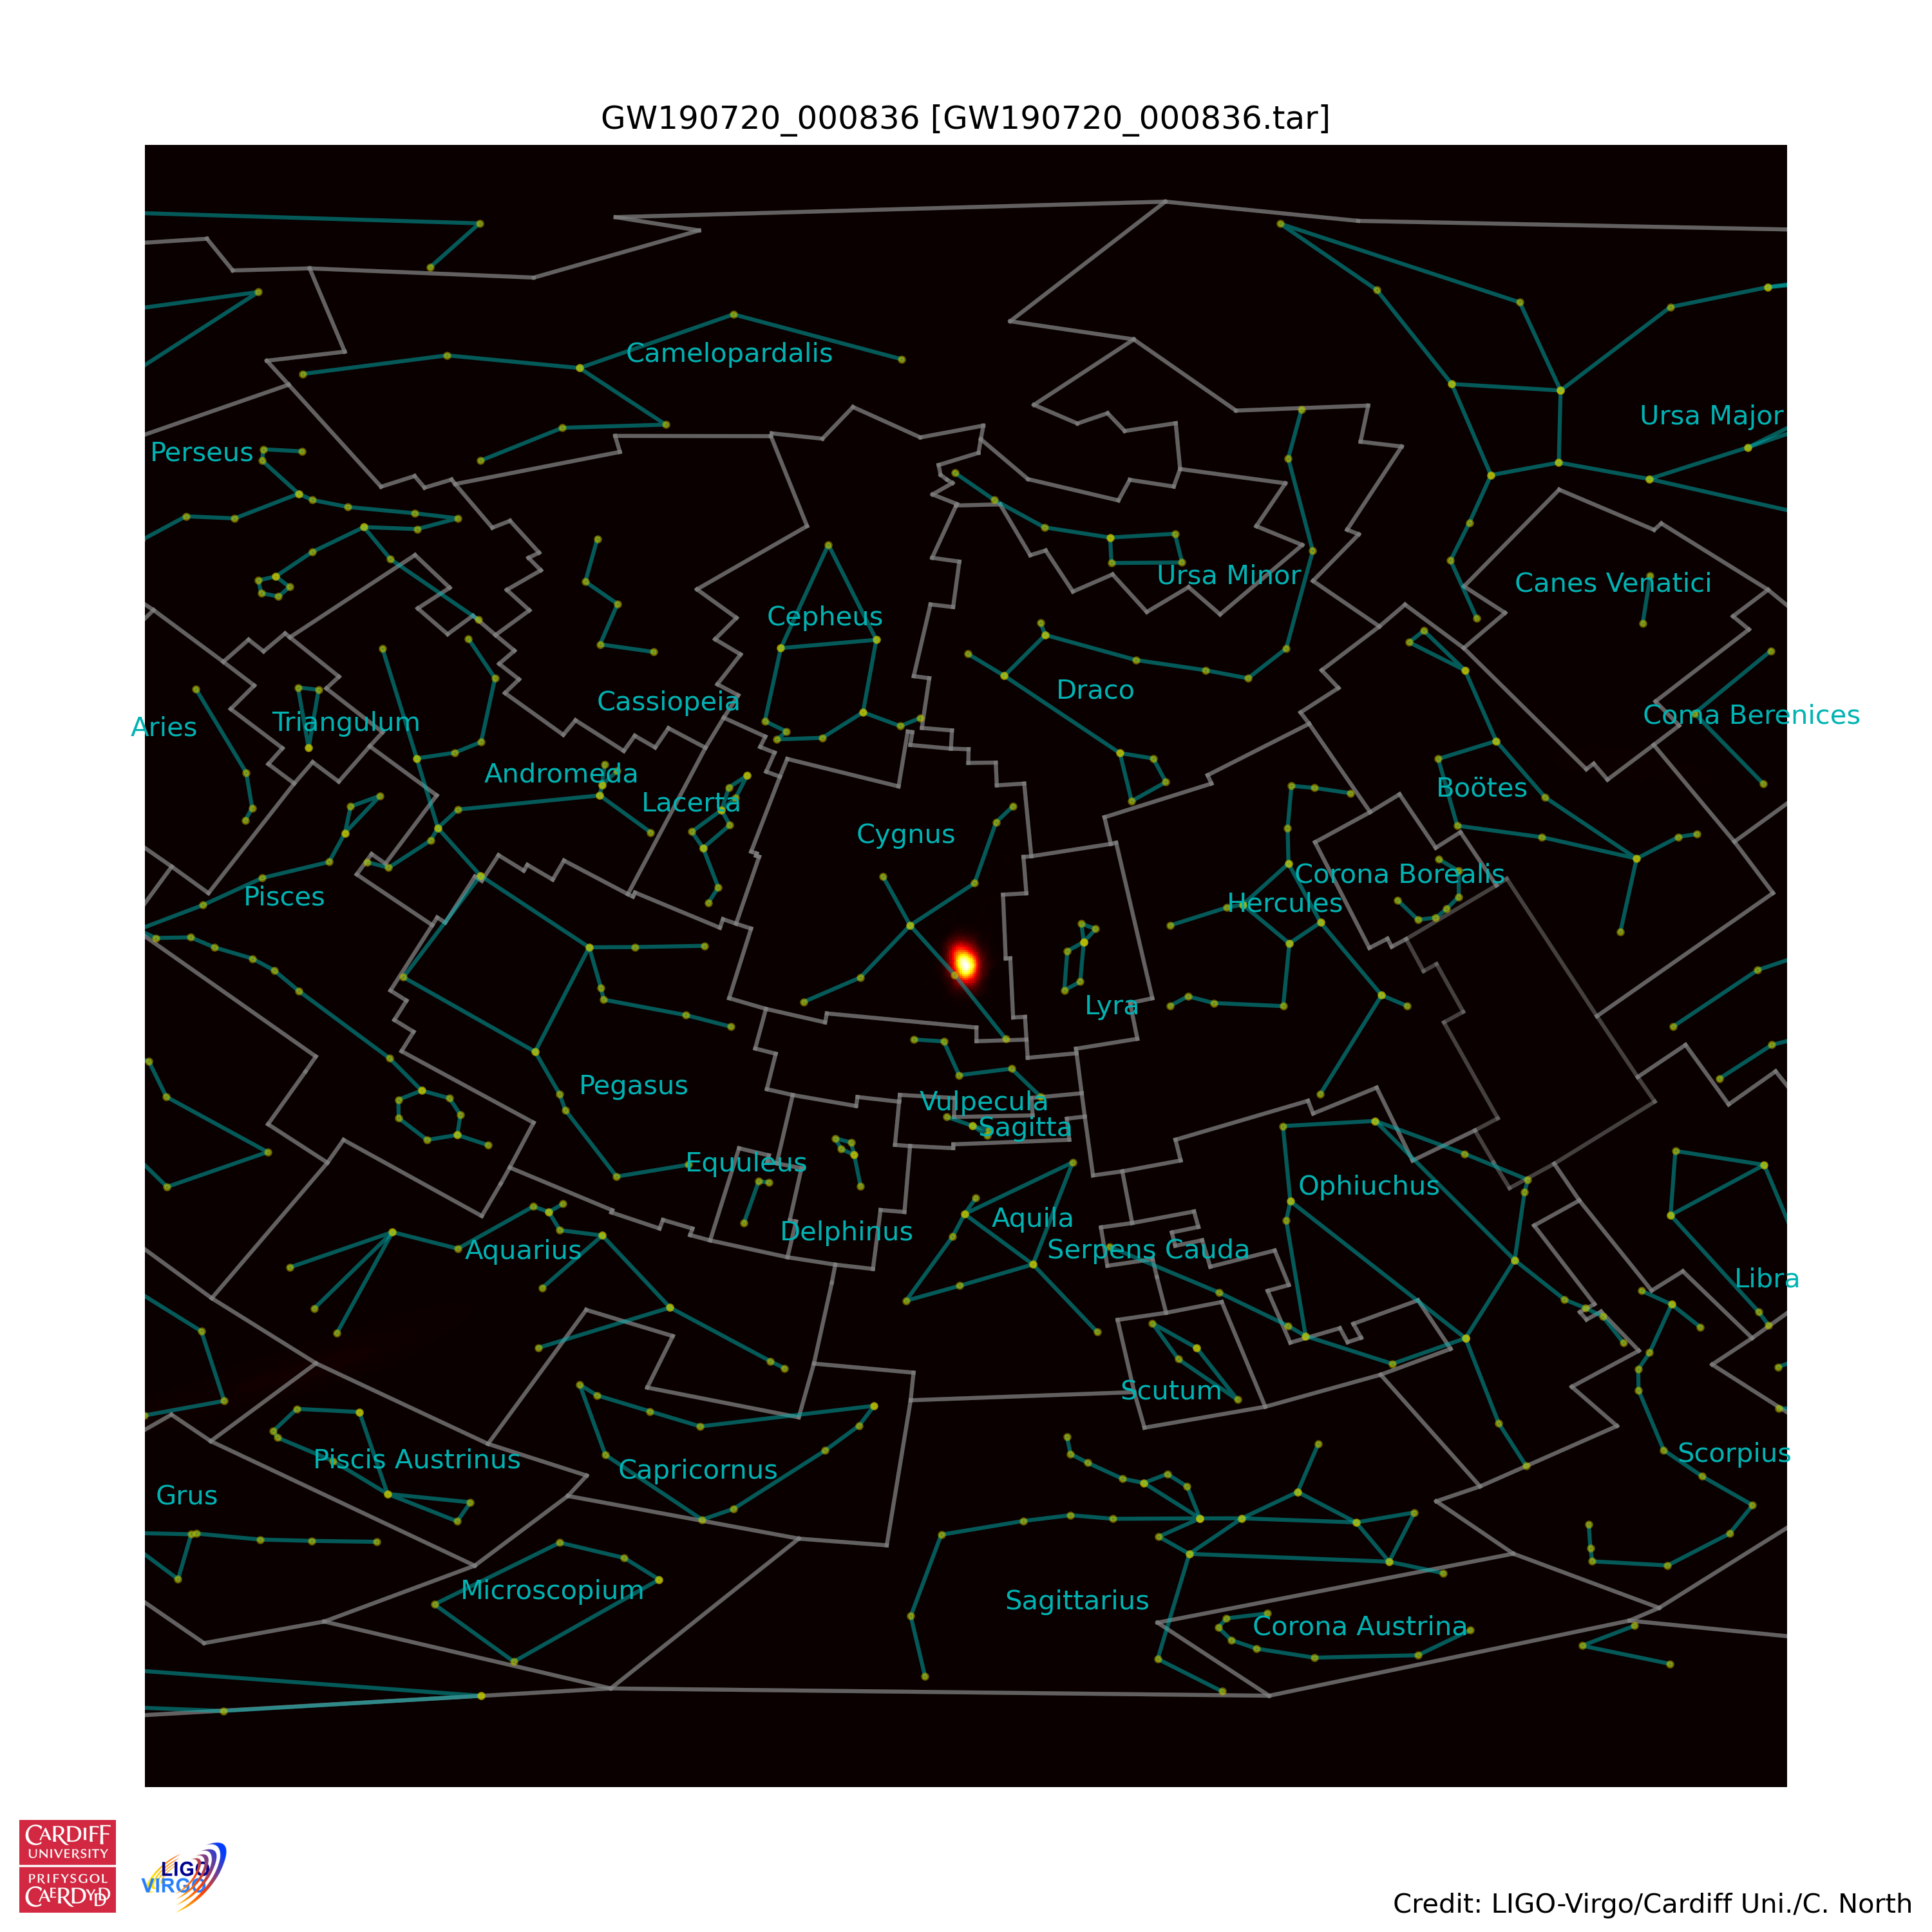 GW190720_000836 [GW190720_000836.tar]
Camelopardalis
Ursa Major
Perseus
Ursa Minor
Canes Venatici
Cepheus
Draco
Cassiopeia
Aries
Triangulum
Coma Berenices
Andromeda
Lacerta
Boötes
Cygnus
Corona Borealis
Pisces
Hercules
Lyra
Pegasus
Vulpecula
Sagitta
Equuleus
Ophiuchus
Delphinus
Aquila
Aquarius
Serpens Cauda
Libra
Scutum
Piscis Austrinus
Capricornus
Scorpius
Grus
Microscopium
Sagittarius
Corona Austrina
CARDIFF
UNIVERSITY
PRIFYSGOL
CAERDYDD
LIGO
VIRGO
Credit: LIGO-Virgo/Cardiff Uni./C. North